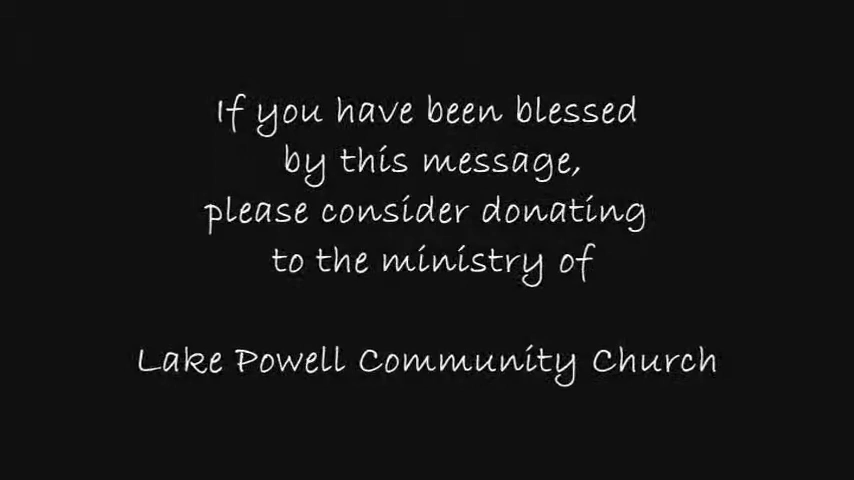 If you have been blessed
by this message,
please consider donating
to the ministry of
Lake Powell Community Church